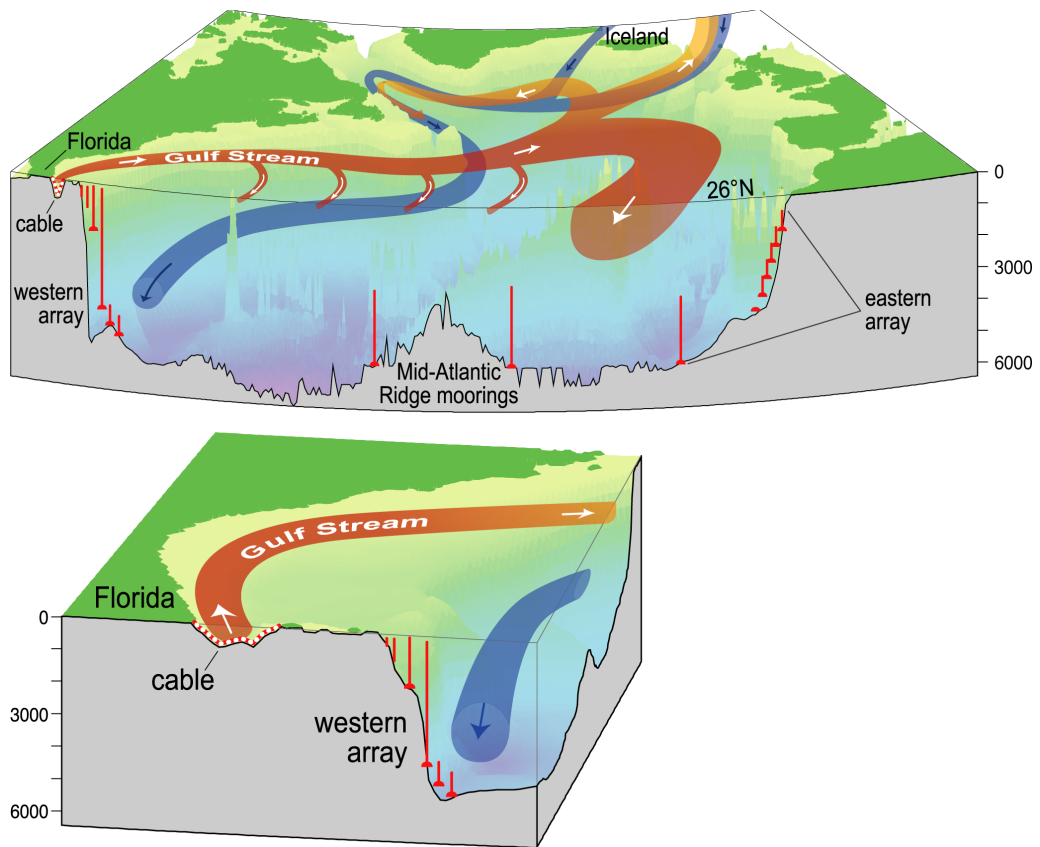 Iceland
Florida
Gulf Stream
cable
26°N
0
3000
6000
western
array
eastern
array
Mid-Atlantic
Ridge moorings
Gulf Stream
Florida
0
cable
3000
western
array
6000